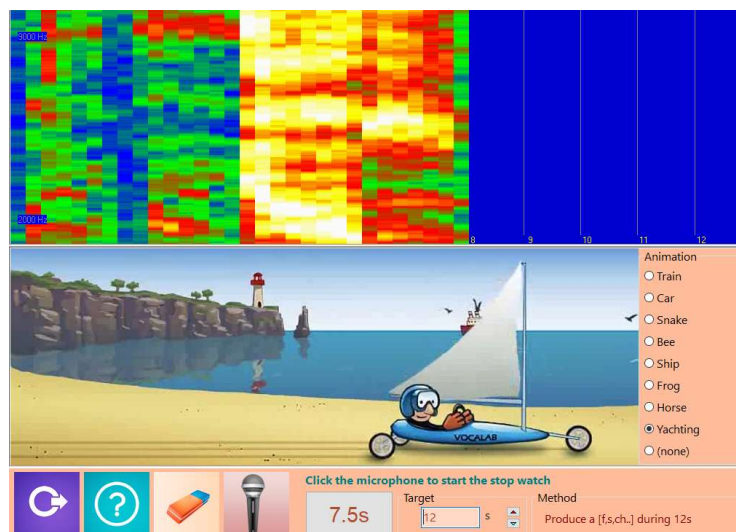 3000 Hz
2000 Hz
8 9 10 11 12
Animation
Train
Car
Snake
Bee
Ship
Frog
Horse
Yachting
(none)
VOCALAB
Click the microphone to start the stop watch
7.5s
Target
12 s
Method
Produce a [f,s,ch..] during 12s